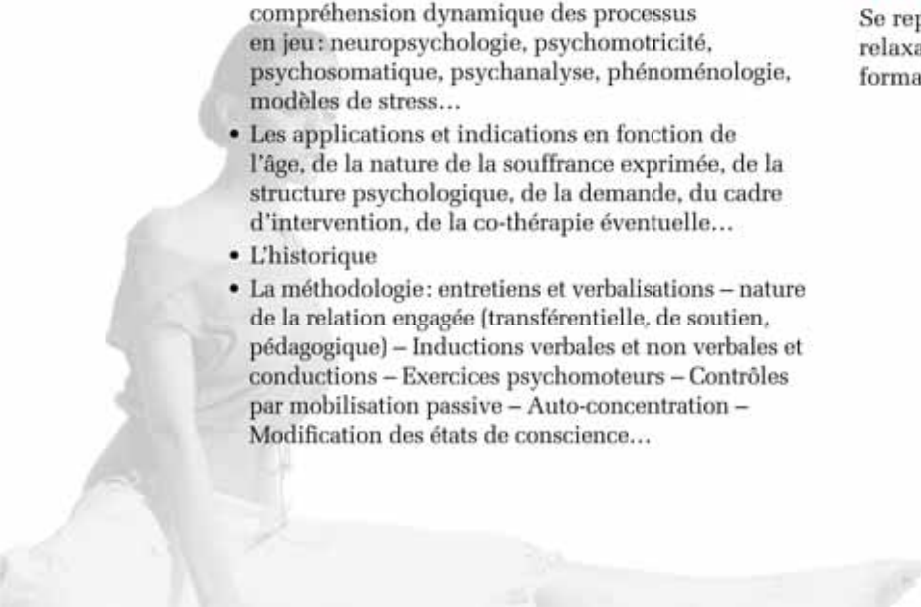 compréhension dynamique des processus
en jeu : neuropsychologie, psychomotricité,
psychosomatique, psychanalyse, phénoménologie,
modèles de stress…
• Les applications et indications en fonction de
l'âge, de la nature de la souffrance exprimée, de la
structure psychologique, de la demande, du cadre
d'intervention, de la co-thérapie éventuelle…
• L'historique
• La méthodologie : entretiens et verbalisations – nature
de la relation engagée (transférentielle, de soutien,
pédagogique) – Inductions verbales et non verbales et
conductions – Exercices psychomoteurs – Contrôles
par mobilisation passive – Auto-concentration –
Modification des états de conscience…
Se rep
relaxa
forma